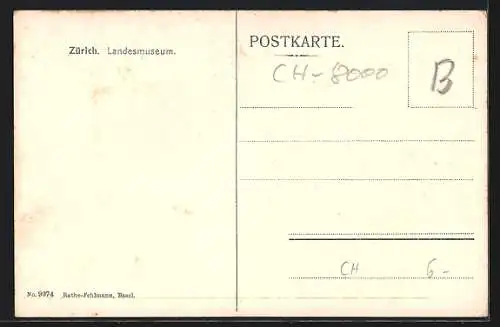 Zürich. Landesmuseum.
POSTKARTE.
CH-8000
B
CH 6-
No. 9974 Rathe-Fehlmann, Basel.